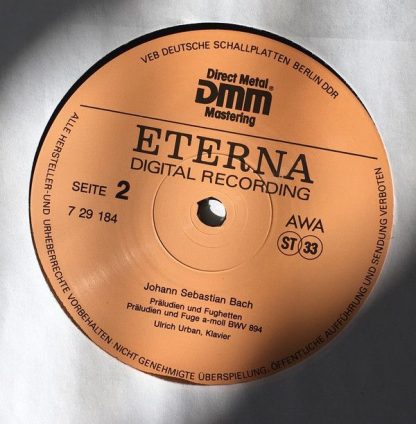 VEB DEUTSCHE SCHALLPLATTEN BERLIN DDR
Direct Metal
DMM®
Mastering
ETERNA
DIGITAL RECORDING
SEITE 2
7 29 184
AWA
ST 33
Johann Sebastian Bach
Präludien und Fughetten
Präludien und Fuge a-moll BWV 894
Ulrich Urban, Klavier
ALLE HERSTELLER-UND URHEBERRECHTE VORBEHALTEN NICHT GENEHMIGTE ÜBERSPIELUNG, ÖFFENTLICHE AUFFÜHRUNG UND SENDUNG VERBOTEN